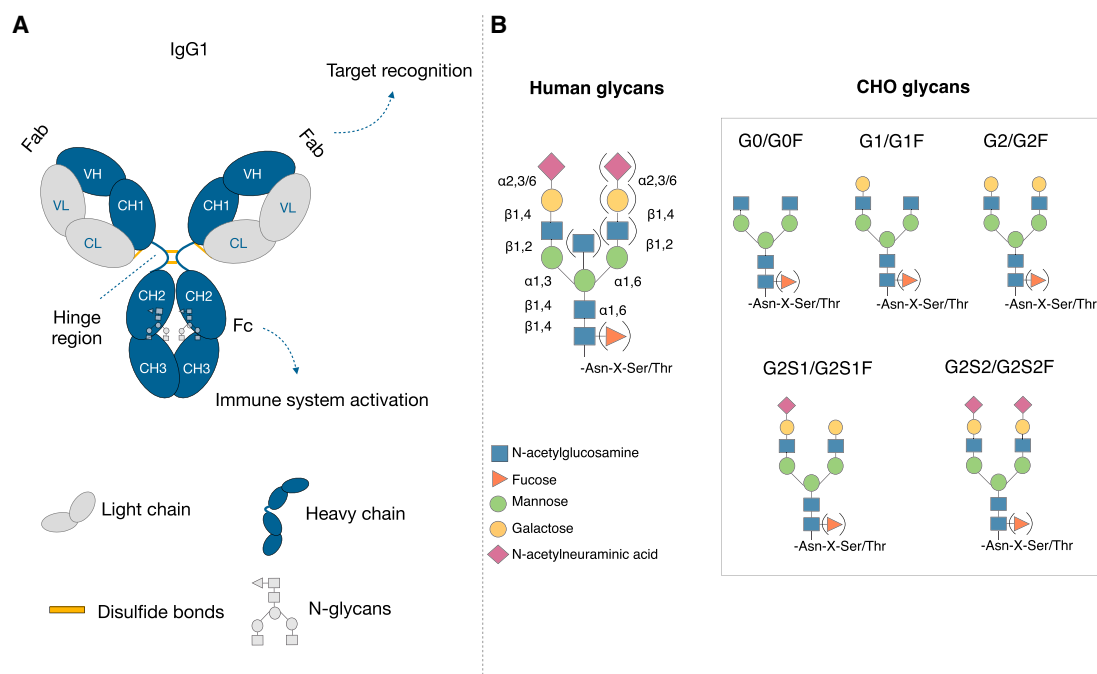 A
IgG1
Target recognition
Fab
Fab
VH
VH
VL
CH1
CH1
VL
CL
CL
CH2
CH2
Hinge
region
Fc
CH3
CH3
Immune system activation
Light chain
Heavy chain
Disulfide bonds
N-glycans
B
Human glycans
α2,3/6
α2,3/6
β1,4
β1,4
β1,2
β1,2
α1,3
α1,6
β1,4
α1,6
β1,4
-Asn-X-Ser/Thr
N-acetylglucosamine
Fucose
Mannose
Galactose
N-acetylneuraminic acid
CHO glycans
G0/G0F
G1/G1F
G2/G2F
-Asn-X-Ser/Thr
-Asn-X-Ser/Thr
-Asn-X-Ser/Thr
G2S1/G2S1F
G2S2/G2S2F
-Asn-X-Ser/Thr
-Asn-X-Ser/Thr